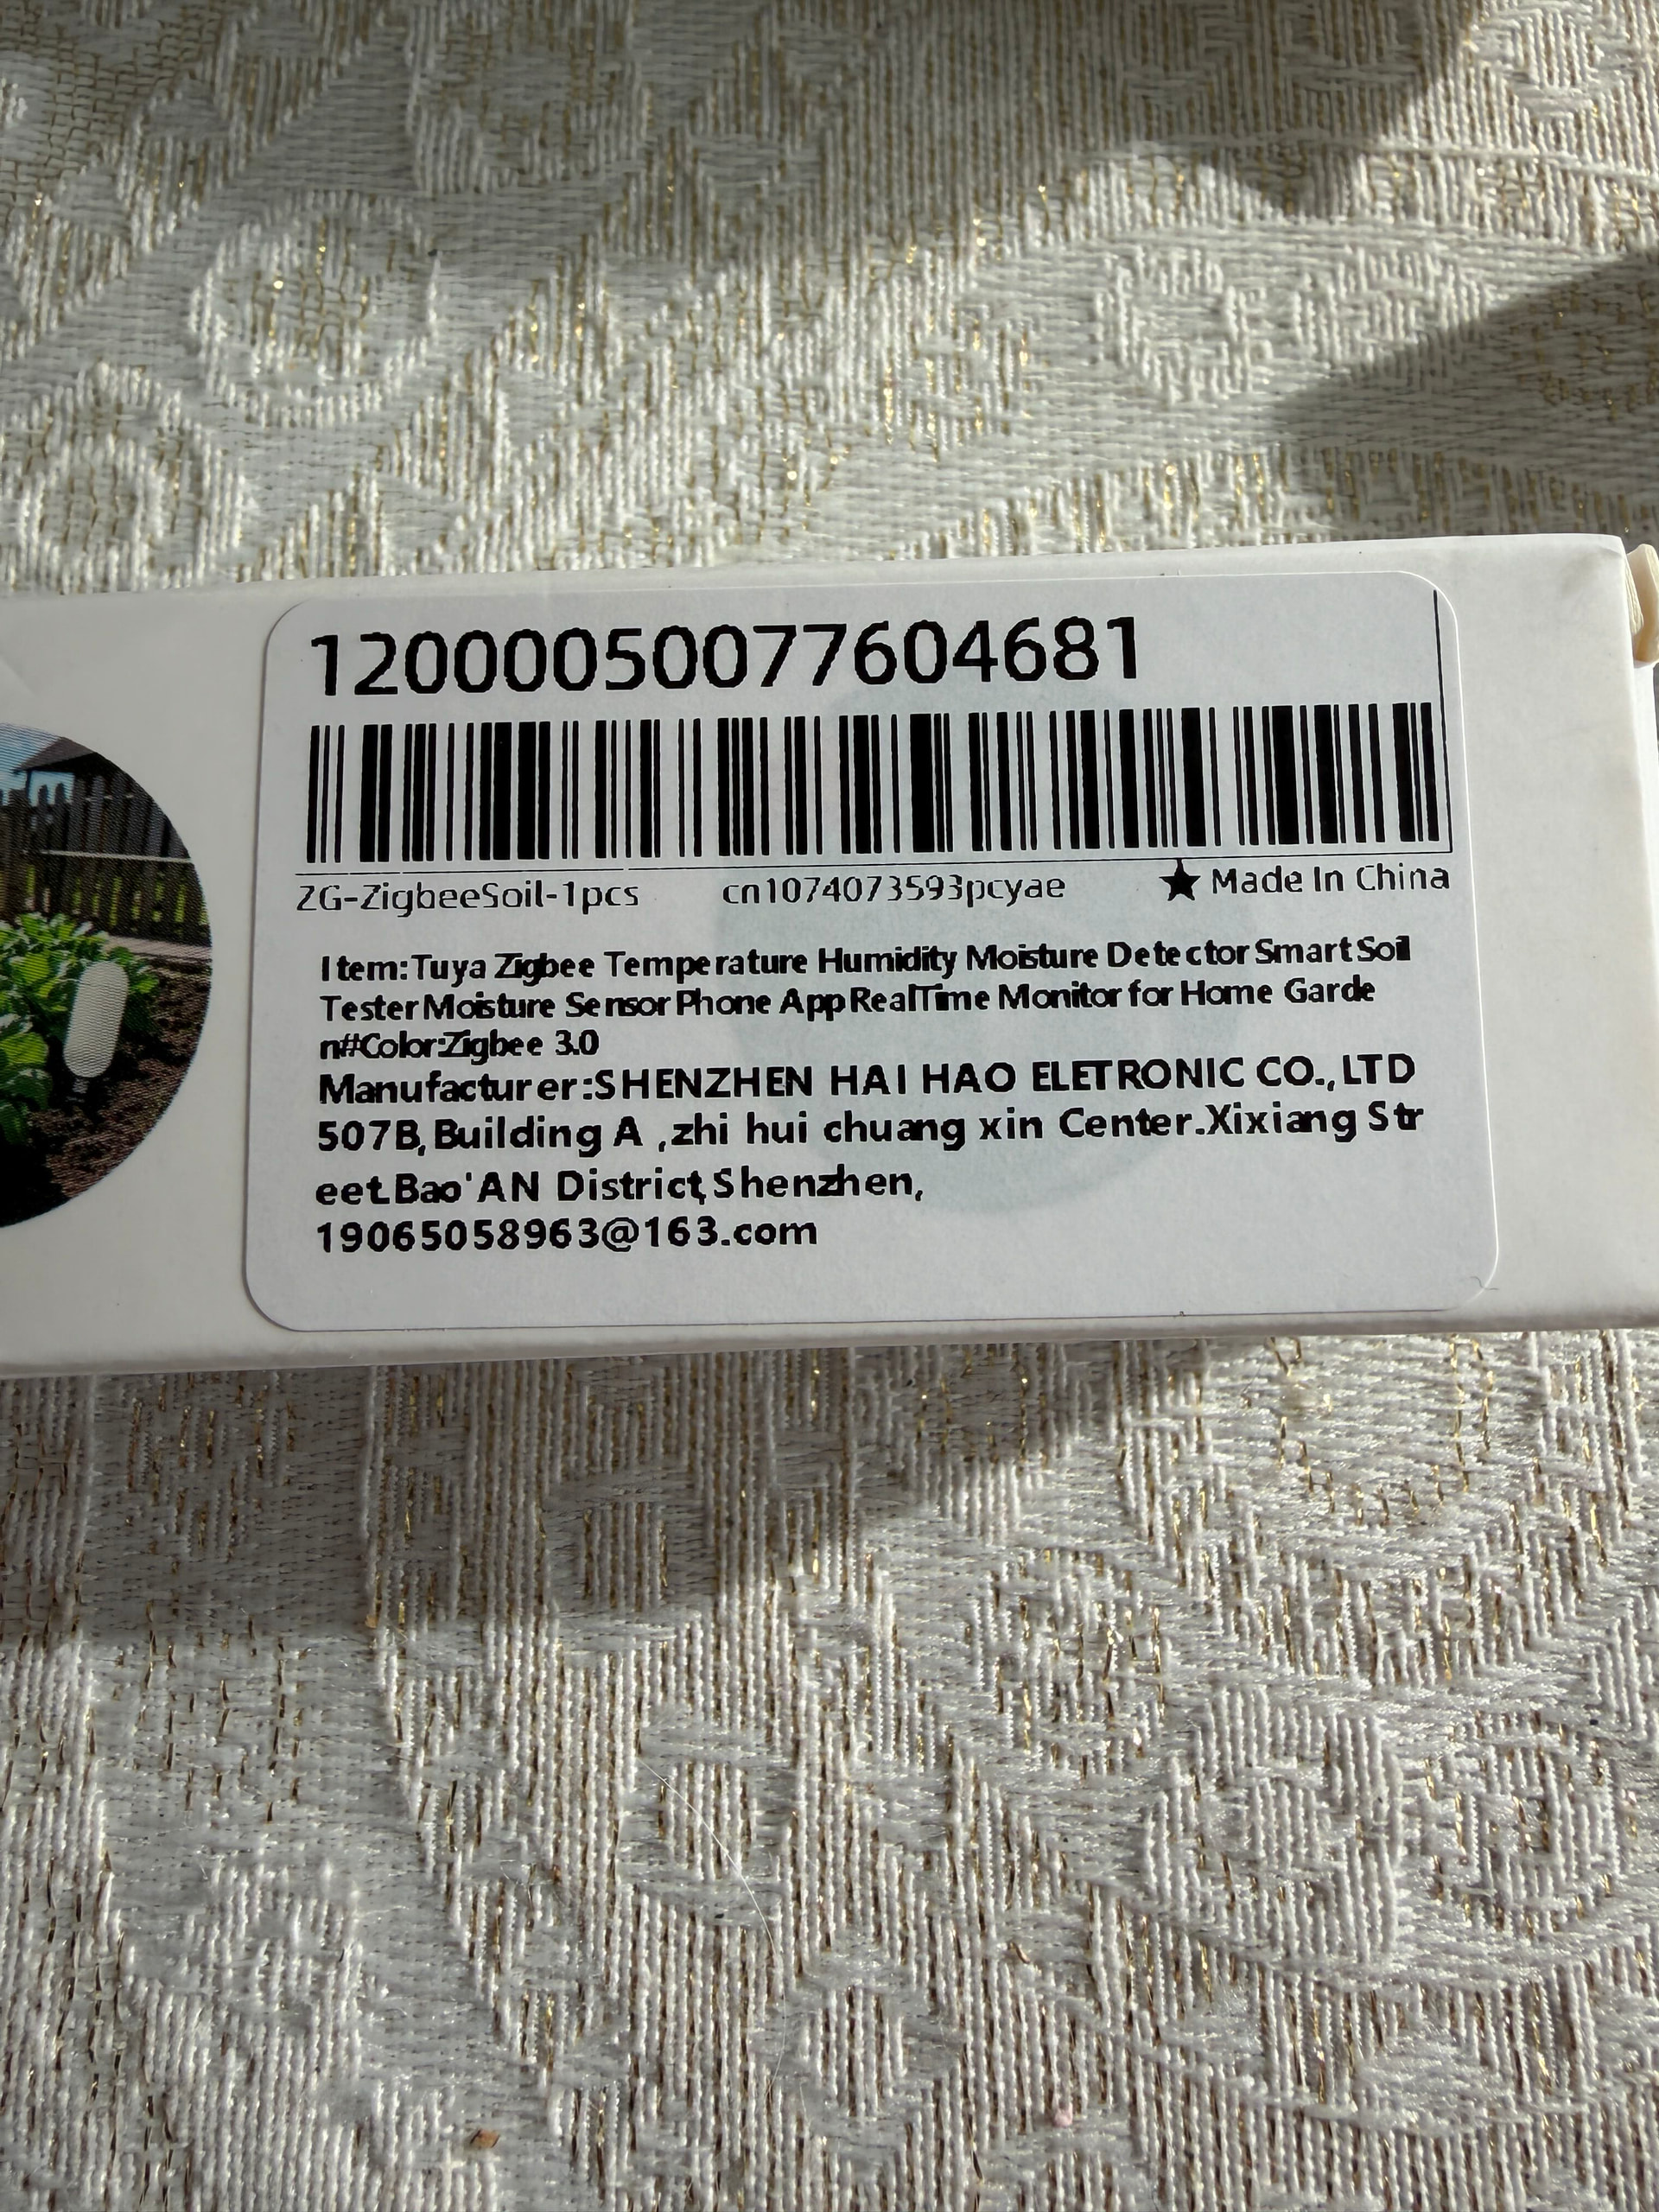 12000050077604681
ZG-ZigbeeSoil-1pcs cn1074073593pcyae ★ Made In China
Item:Tuya Zigbee Temperature Humidity Moisture Detector Smart Soil
Tester Moisture Sensor Phone App RealTime Monitor for Home Garde
n#Color:Zigbee 3.0
Manufacturer:SHENZHEN HAI HAO ELETRONIC CO.,LTD
507B,Building A ,zhi hui chuang xin Center.Xixiang Str
eet.Bao'AN District,Shenzhen,
19065058963@163.com